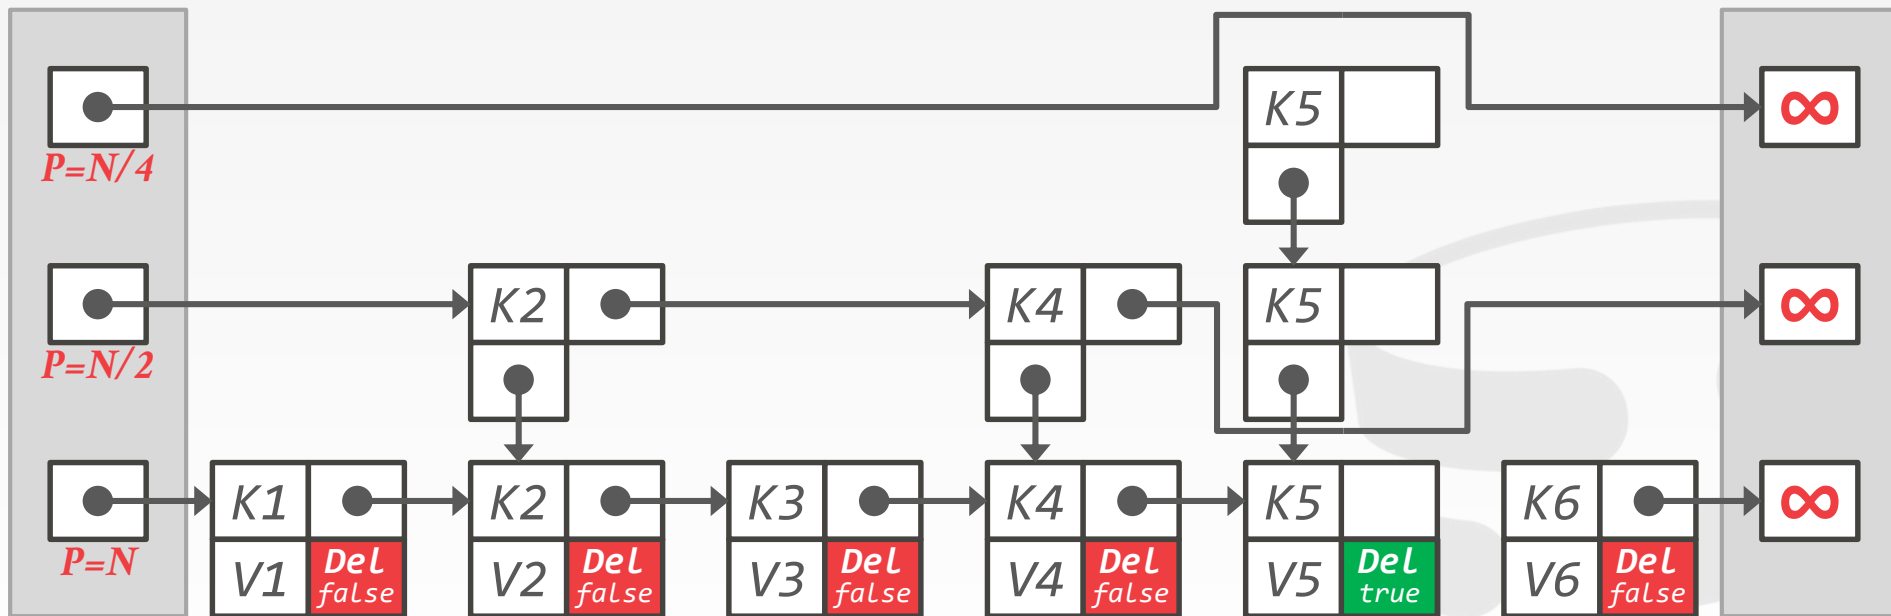 K5 ∞
P=N/4
K2 K4 K5 ∞
P=N/2
K1 K2 K3 K4 K5 K6 ∞
P=N
V1 Del false V2 Del false V3 Del false V4 Del false V5 Del true V6 Del false